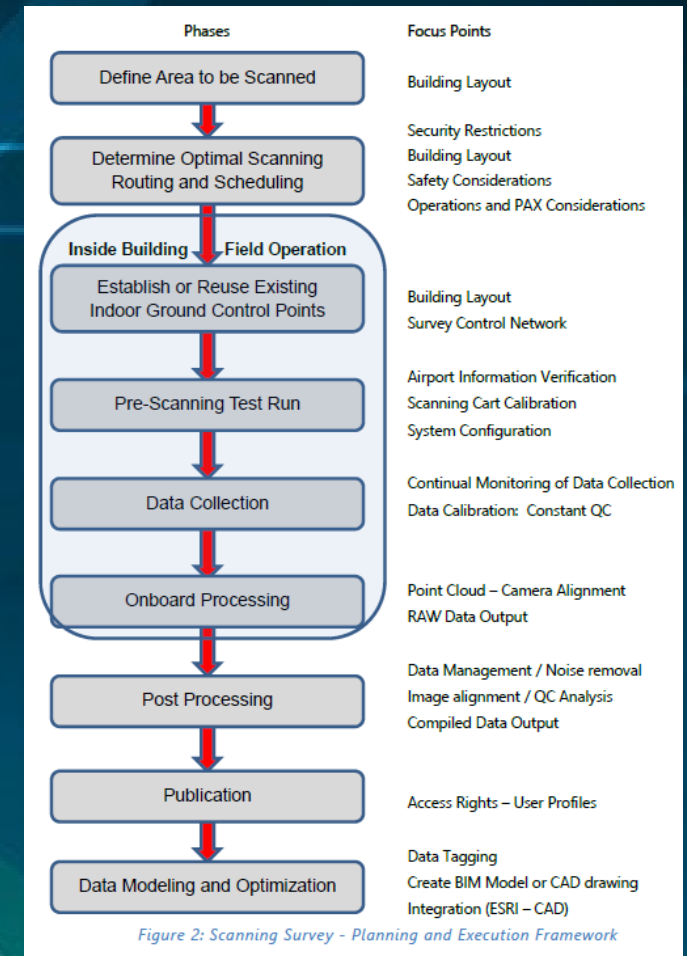 Phases
Focus Points
Define Area to be Scanned
Building Layout
Determine Optimal Scanning
Routing and Scheduling
Security Restrictions
Building Layout
Safety Considerations
Operations and PAX Considerations
Inside Building
Field Operation
Establish or Reuse Existing
Indoor Ground Control Points
Building Layout
Survey Control Network
Pre-Scanning Test Run
Airport Information Verification
Scanning Cart Calibration
System Configuration
Data Collection
Continual Monitoring of Data Collection
Data Calibration: Constant QC
Onboard Processing
Point Cloud – Camera Alignment
RAW Data Output
Post Processing
Data Management / Noise removal
Image alignment / QC Analysis
Compiled Data Output
Publication
Access Rights – User Profiles
Data Modeling and Optimization
Data Tagging
Create BIM Model or CAD drawing
Integration (ESRI – CAD)
Figure 2: Scanning Survey - Planning and Execution Framework